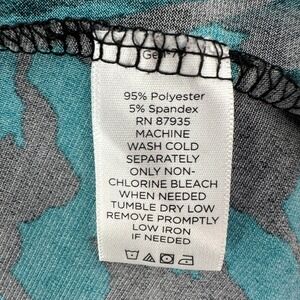 95% Polyester
5% Spandex
RN 87935
MACHINE
WASH COLD
SEPARATELY
ONLY NON-
CHLORINE BLEACH
WHEN NEEDED
TUMBLE DRY LOW
REMOVE PROMPTLY
LOW IRON
IF NEEDED